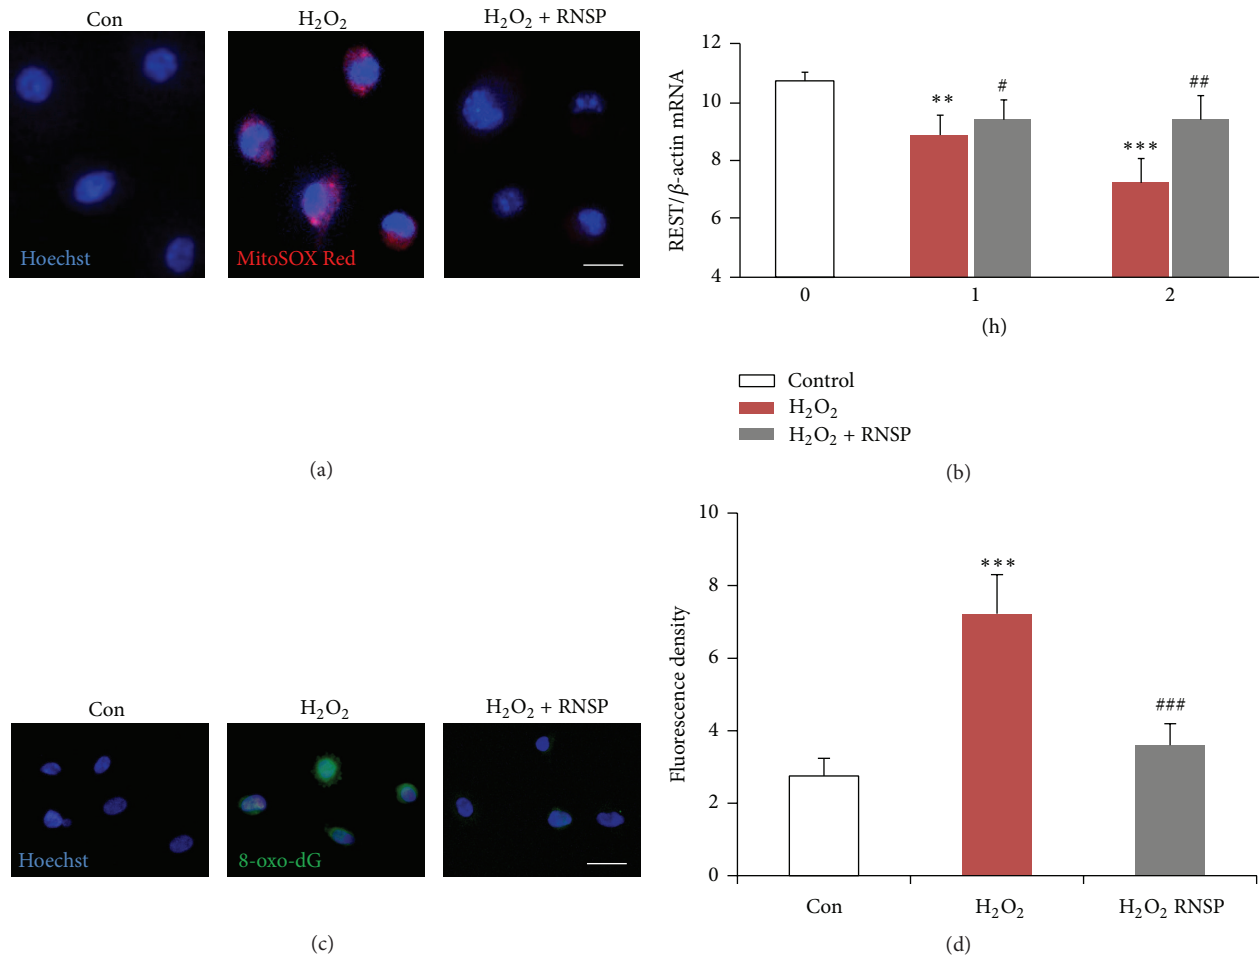 Con
H₂O₂
H₂O₂ + RNSP
Hoechst
MitoSOX Red
(a)
REST/β-actin mRNA
12
10
8
6
4
**
#
***
##
0
1
2
(h)
Control
H₂O₂
H₂O₂ + RNSP
(b)
Con
H₂O₂
H₂O₂ + RNSP
Hoechst
8-oxo-dG
(c)
Fluorescence density
10
8
6
4
2
0
***
###
Con
H₂O₂
H₂O₂ RNSP
(d)